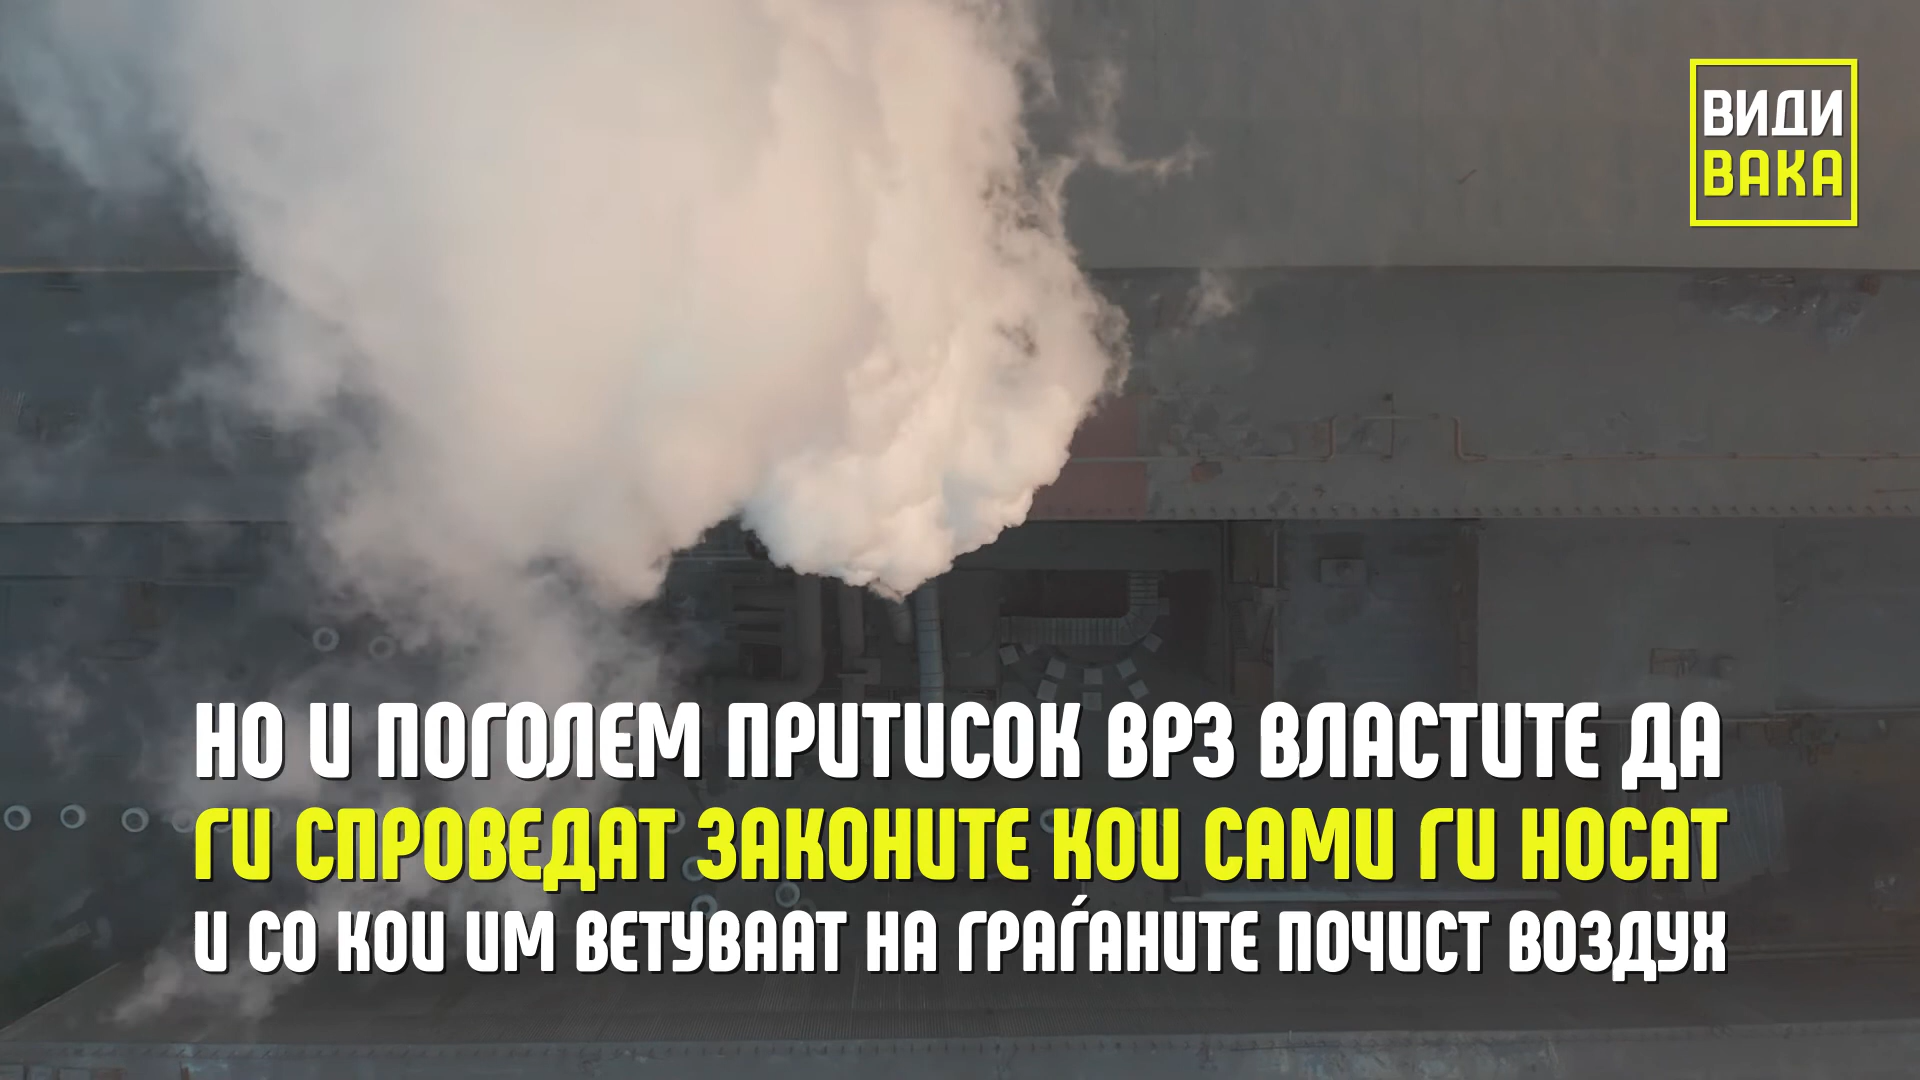 ВИДИ
ВАКА
НО И ПОГОЛЕМ ПРИТИСОК ВРЗ ВЛАСТИТЕ ДА
ГИ СПРОВЕДАТ ЗАКОНИТЕ КОИ САМИ ГИ НОСАТ
И СО КОИ ИМ ВЕТУВААТ НА ГРАЃАНИТЕ ПОЧИСТ ВОЗДУХ